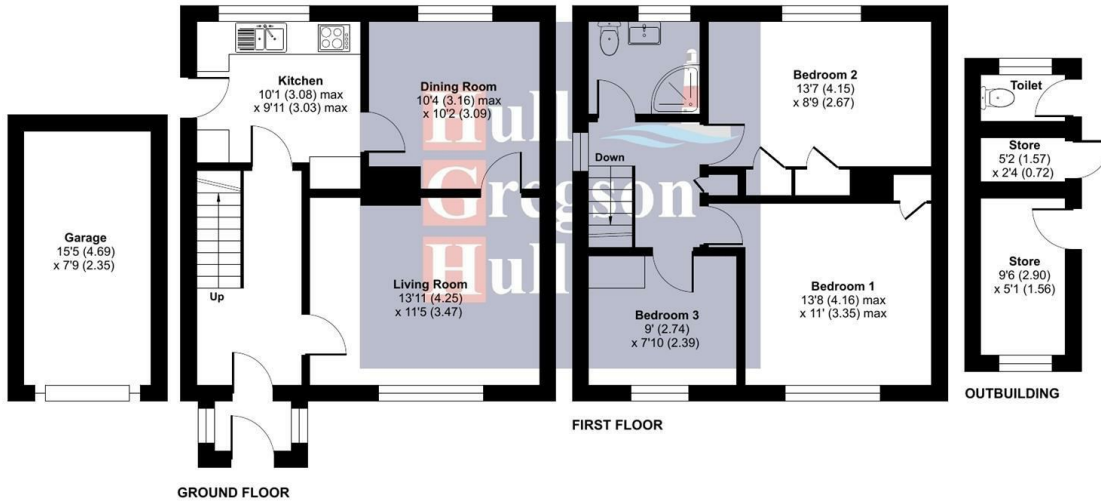 Kitchen
10'1 (3.08) max
x 9'11 (3.03) max
Dining Room
10'4 (3.16) max
x 10'2 (3.09)
Garage
15'5 (4.69)
x 7'9 (2.35)
Up
Living Room
13'11 (4.25)
x 11'5 (3.47)
GROUND FLOOR
Hull
Gregson
Hull
Down
Bedroom 2
13'7 (4.15)
x 8'9 (2.67)
Bedroom 3
9' (2.74)
x 7'10 (2.39)
Bedroom 1
13'8 (4.16) max
x 11' (3.35) max
FIRST FLOOR
Toilet
Store
5'2 (1.57)
x 2'4 (0.72)
Store
9'6 (2.90)
x 5'1 (1.56)
OUTBUILDING